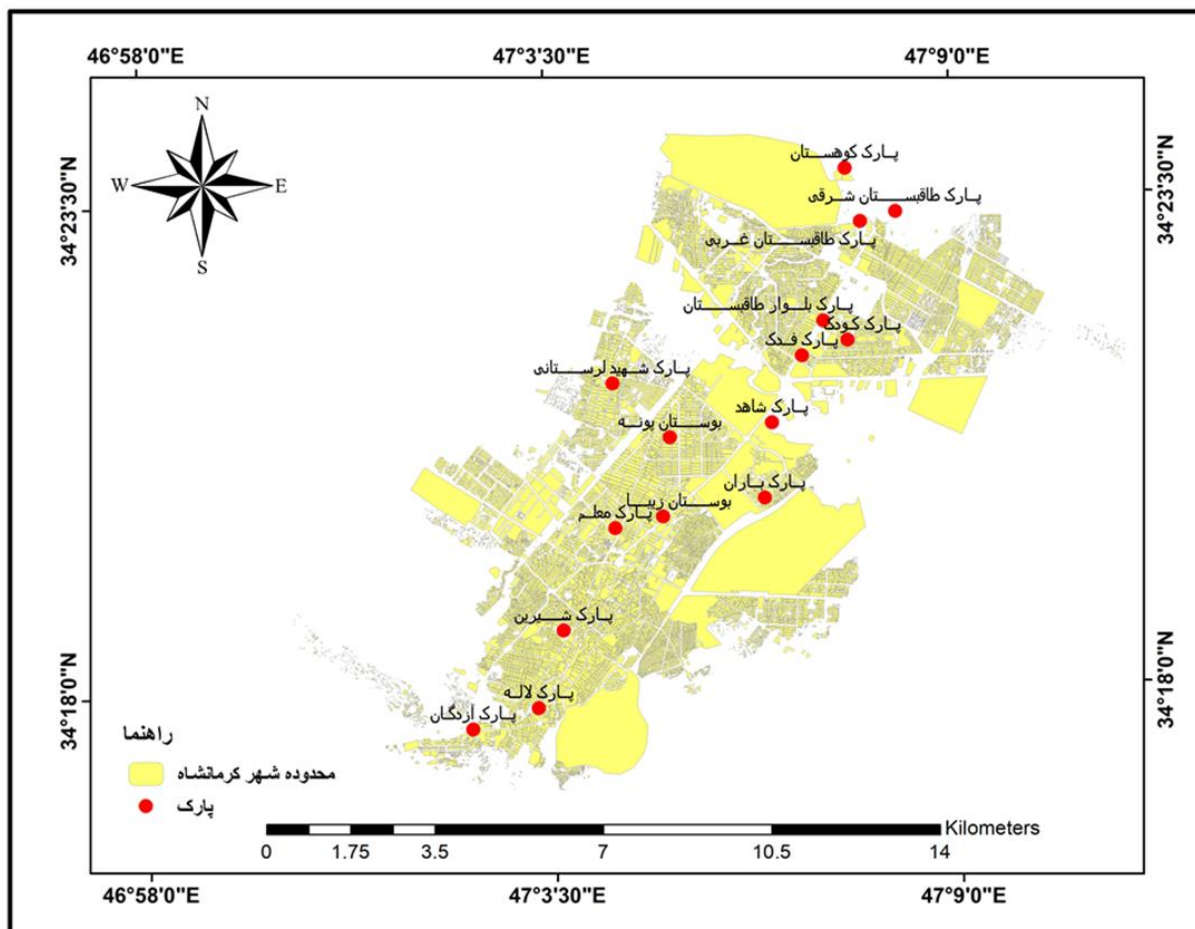 46°58'0"E 47°3'30"E 47°9'0"E
N
W E
S
34°23'30"N
34°23'30"N
پارک کوهستان
پارک طاقبستان شرقی
پارک طاقبستان غربی
پارک بلوار طاقبستان
پارک کودک
پارک فدک
پارک شهید لرستانی
پارک شاهد
بوستان پونه
پارک باران
بوستان زیبا
پارک معلم
پارک شیرین
پارک لاله
پارک آزدگان
34°18'0"N
34°18'0"N
راهنما
محدوده شهر کرمانشاه
پارک
Kilometers
0 1.75 3.5 7 10.5 14
46°58'0"E 47°3'30"E 47°9'0"E